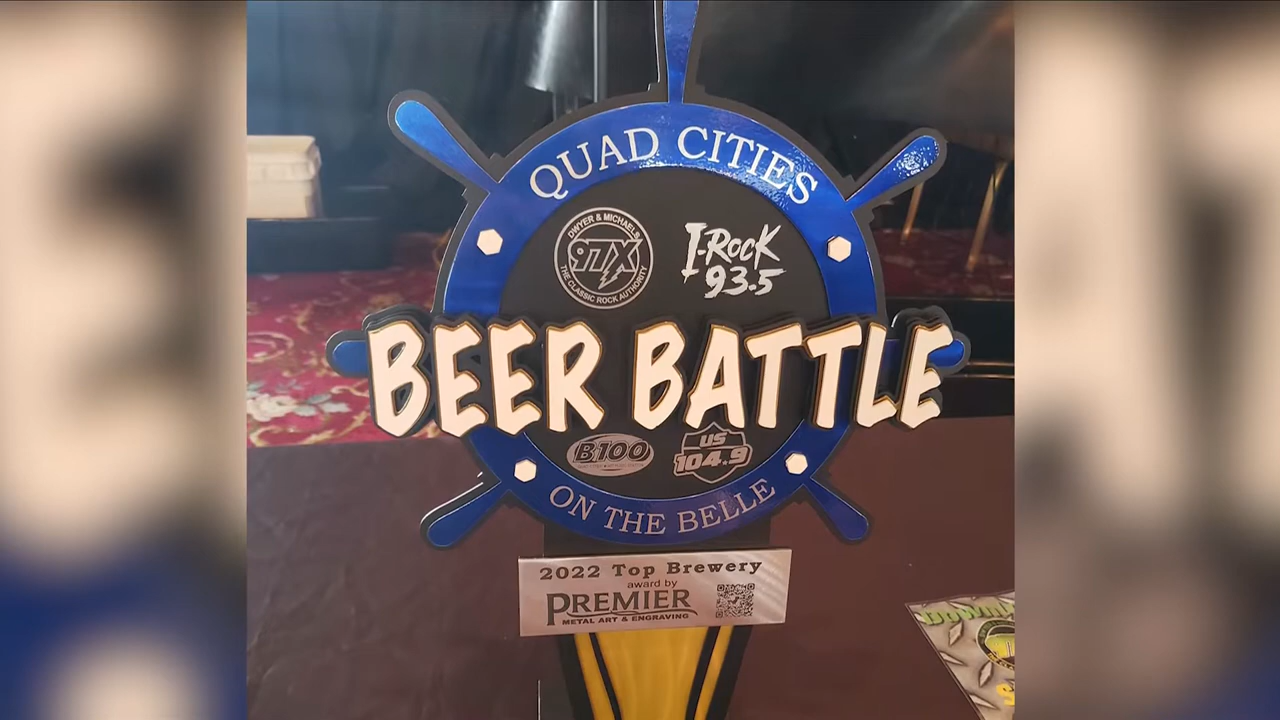 QUAD CITIES
DWYER & MICHAELS
97X
THE CLASSIC ROCK AUTHORITY
I-ROCK
93.5
BEER BATTLE
B100
US
104.9
ON THE BELLE
2022 Top Brewery
award by
PREMIER
METAL ART & ENGRAVING